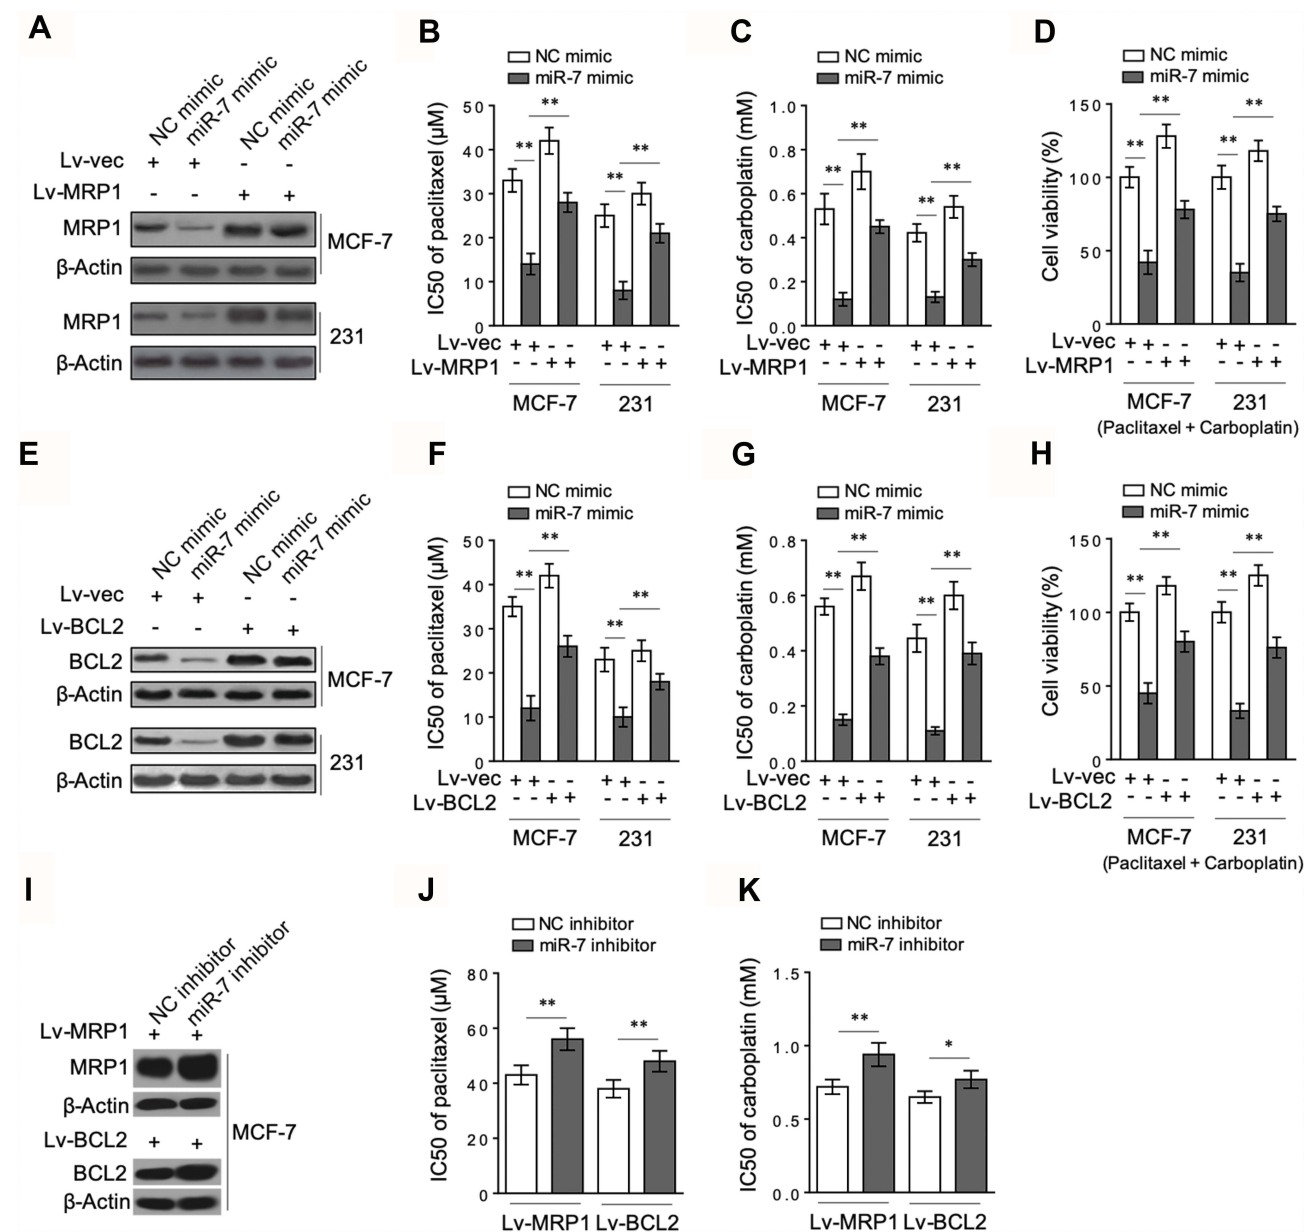 A
NC mimic
miR-7 mimic
NC mimic
miR-7 mimic
Lv-vec + + - -
Lv-MRP1 - - + +
MRP1
β-Actin
MCF-7
MRP1
β-Actin
231
B
NC mimic
miR-7 mimic
IC50 of paclitaxel (µM)
50
40
30
20
10
0
** ** ** **
Lv-vec + + - - + + - -
Lv-MRP1 - - + + - - + +
MCF-7 231
C
NC mimic
miR-7 mimic
IC50 of carboplatin (mM)
1.0
0.8
0.6
0.4
0.2
0.0
** ** ** **
Lv-vec + + - - + + - -
Lv-MRP1 - - + + - - + +
MCF-7 231
D
NC mimic
miR-7 mimic
Cell viability (%)
150
100
50
0
** ** ** **
Lv-vec + + - - + + - -
Lv-MRP1 - - + + - - + +
MCF-7 231
(Paclitaxel + Carboplatin)
E
NC mimic
miR-7 mimic
NC mimic
miR-7 mimic
Lv-vec + + - -
Lv-BCL2 - - + +
BCL2
β-Actin
MCF-7
BCL2
β-Actin
231
F
NC mimic
miR-7 mimic
IC50 of paclitaxel (µM)
50
40
30
20
10
0
** ** ** **
Lv-vec + + - - + + - -
Lv-BCL2 - - + + - - + +
MCF-7 231
G
NC mimic
miR-7 mimic
IC50 of carboplatin (mM)
0.8
0.6
0.4
0.2
0.0
** ** ** **
Lv-vec + + - - + + - -
Lv-BCL2 - - + + - - + +
MCF-7 231
H
NC mimic
miR-7 mimic
Cell viability (%)
150
100
50
0
** ** ** **
Lv-vec + + - - + + - -
Lv-BCL2 - - + + - - + +
MCF-7 231
(Paclitaxel + Carboplatin)
I
NC inhibitor
miR-7 inhibitor
Lv-MRP1 + +
MRP1
β-Actin
Lv-BCL2 + +
BCL2
β-Actin
MCF-7
J
NC inhibitor
miR-7 inhibitor
IC50 of paclitaxel (µM)
80
60
40
20
0
** **
Lv-MRP1 Lv-BCL2
K
NC inhibitor
miR-7 inhibitor
IC50 of carboplatin (mM)
1.5
1.0
0.5
0.0
** *
Lv-MRP1 Lv-BCL2